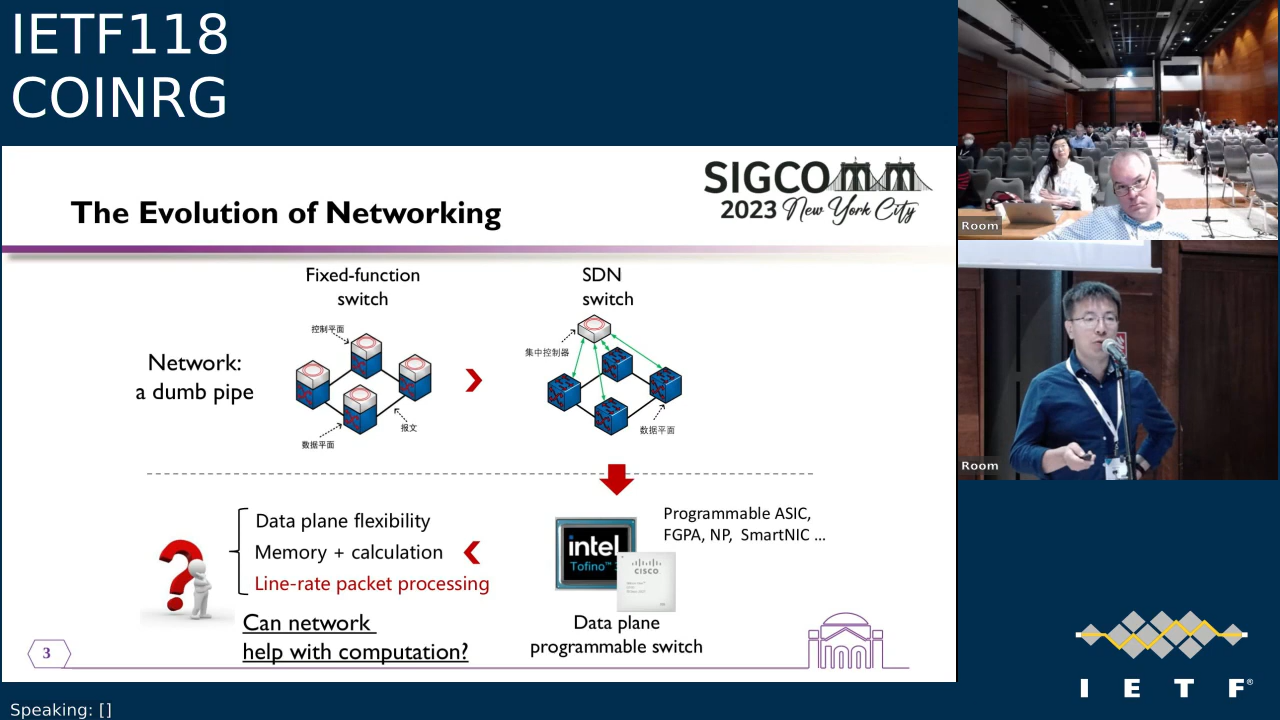 IETF118
COINRG
SIGCOMM
2023 New York City
The Evolution of Networking
Fixed-function
switch
SDN
switch
控制平面
集中控制器
Network:
a dumb pipe
报文
数据平面
数据平面
Programmable ASIC,
FGPA, NP, SmartNIC ...
Data plane flexibility
Memory + calculation
Line-rate packet processing
intel
Tofino™
CISCO
Can network
help with computation?
Data plane
programmable switch
3
Room
Room
I E T F®
Speaking: []